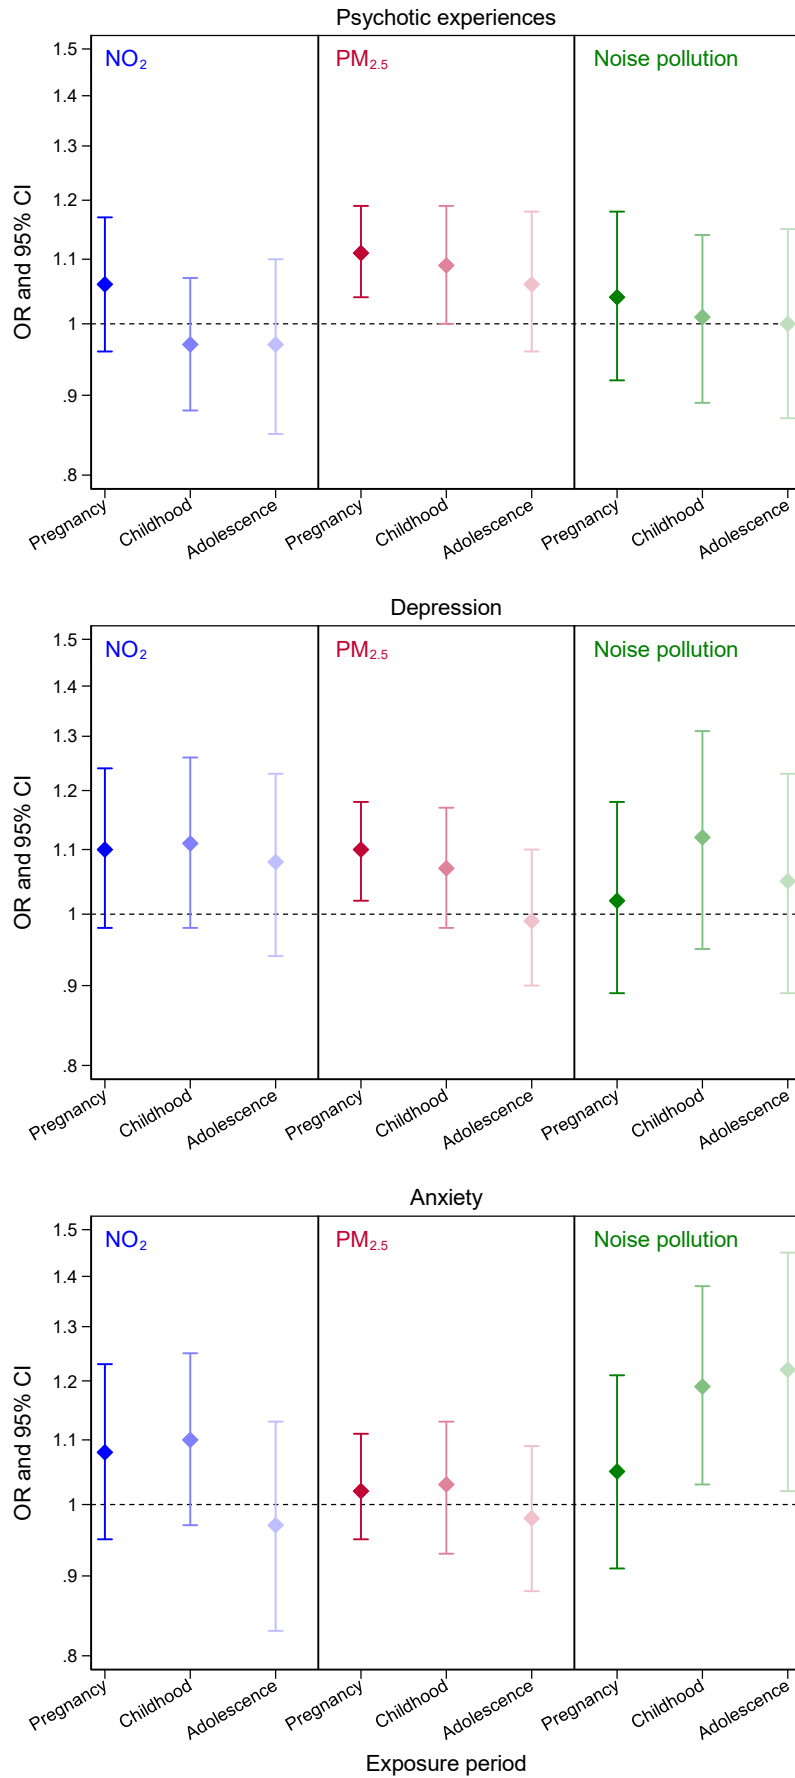 Psychotic experiences
NO₂ PM₂.₅ Noise pollution
1.5
1.4
1.3
1.2
1.1
1
.9
.8
OR and 95% CI
Pregnancy Childhood Adolescence Pregnancy Childhood Adolescence Pregnancy Childhood Adolescence
Depression
NO₂ PM₂.₅ Noise pollution
1.5
1.4
1.3
1.2
1.1
1
.9
.8
OR and 95% CI
Pregnancy Childhood Adolescence Pregnancy Childhood Adolescence Pregnancy Childhood Adolescence
Anxiety
NO₂ PM₂.₅ Noise pollution
1.5
1.4
1.3
1.2
1.1
1
.9
.8
OR and 95% CI
Pregnancy Childhood Adolescence Pregnancy Childhood Adolescence Pregnancy Childhood Adolescence
Exposure period